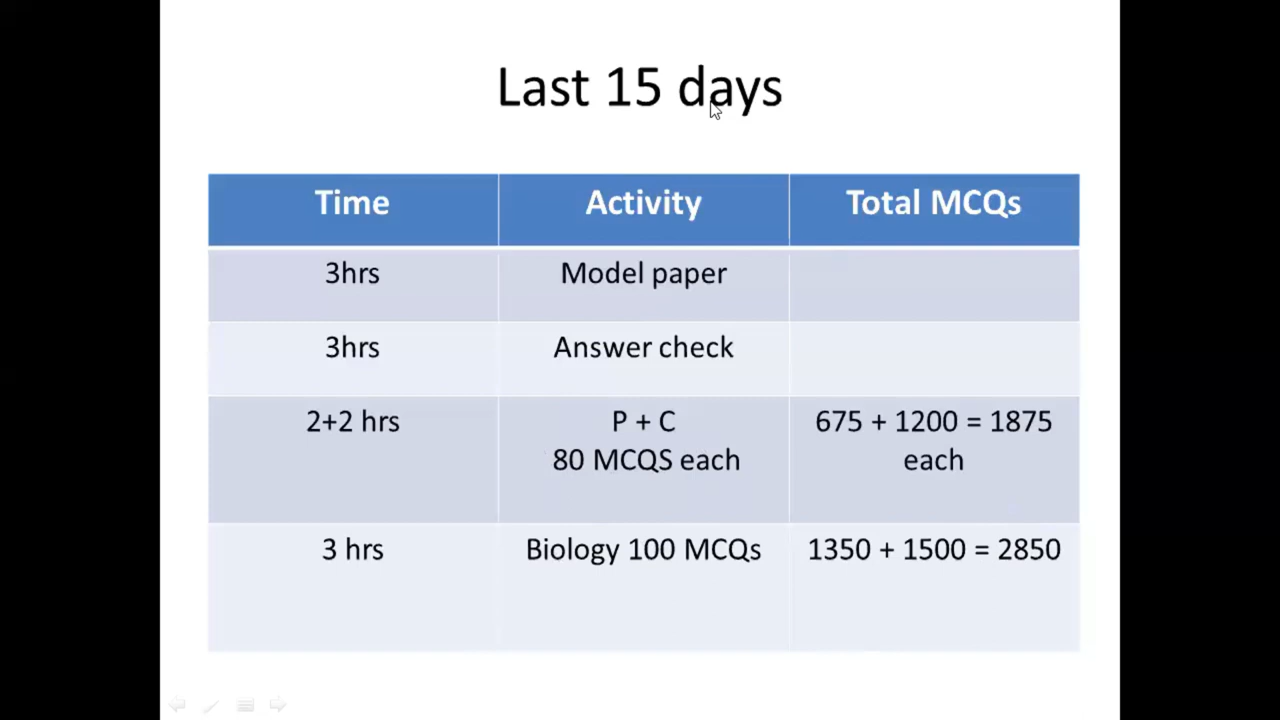 Last 15 days
Time Activity Total MCQs
3hrs Model paper
3hrs Answer check
2+2 hrs P + C 675 + 1200 = 1875
80 MCQS each each
3 hrs Biology 100 MCQs 1350 + 1500 = 2850